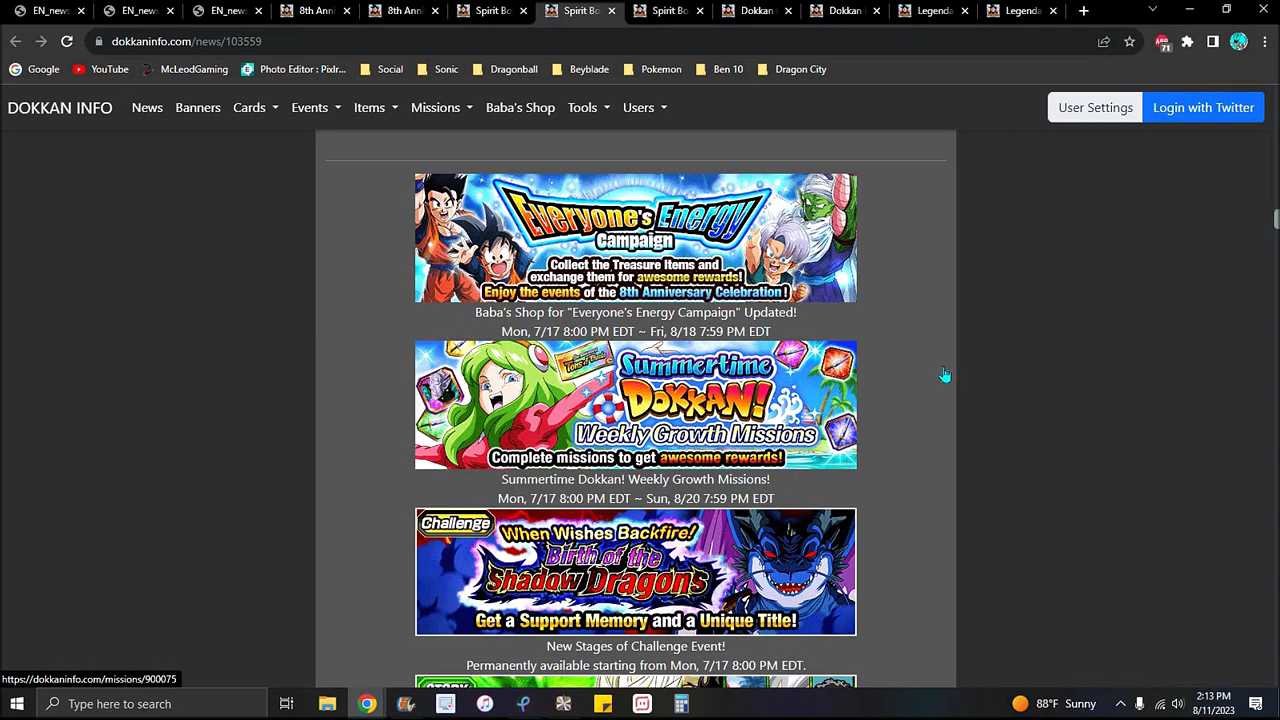 EN_news
EN_news
EN_news
8th Anni
8th Anni
Spirit Bo
Spirit Bo
Spirit Bo
Dokkan I
Dokkan I
Legenda
Legenda
dokkaninfo.com/news/103559
71
Google
YouTube
McLeodGaming
Photo Editor : Pixlr...
Social
Sonic
Dragonball
Beyblade
Pokemon
Ben 10
Dragon City
DOKKAN INFO
News
Banners
Cards
Events
Items
Missions
Baba's Shop
Tools
Users
User Settings
Login with Twitter
Everyone's Energy
Campaign
Collect the Treasure Items and
exchange them for awesome rewards!
Enjoy the events of the 8th Anniversary Celebration!
Baba's Shop for "Everyone's Energy Campaign" Updated!
Mon, 7/17 8:00 PM EDT ~ Fri, 8/18 7:59 PM EDT
Summertime
DOKKAN!
Weekly Growth Missions
Complete missions to get awesome rewards!
Summertime Dokkan! Weekly Growth Missions!
Mon, 7/17 8:00 PM EDT ~ Sun, 8/20 7:59 PM EDT
Challenge
When Wishes Backfire!
Birth of the
Shadow Dragons
Get a Support Memory and a Unique Title!
New Stages of Challenge Event!
Permanently available starting from Mon, 7/17 8:00 PM EDT.
STORY
https://dokkaninfo.com/missions/900075
Type here to search
88°F Sunny
2:13 PM
8/11/2023